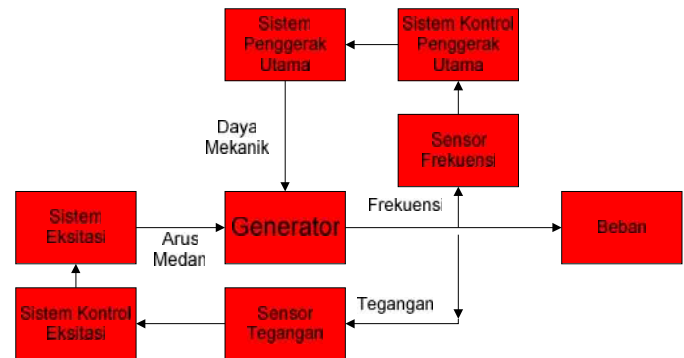 Sistem
Penggerak
Utama
Sistem Kontrol
Penggerak
Utama
Daya
Mekanik
Sensor
Frekuensi
Sistem
Eksitasi
Arus
Medan
Generator
Frekuensi
Beban
Sistem Kontrol
Eksitasi
Sensor
Tegangan
Tegangan